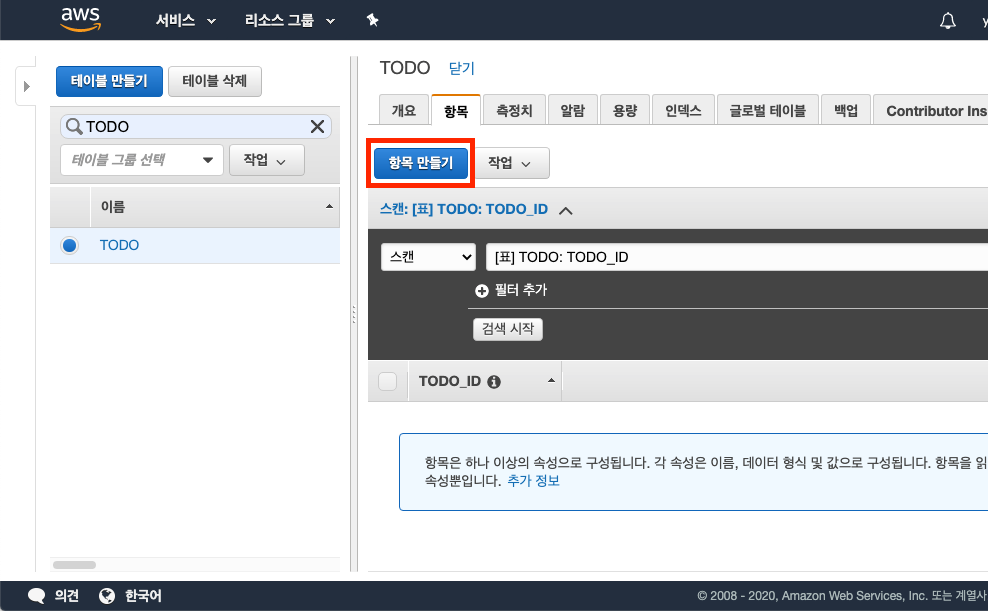 aws 서비스 리소스 그룹
테이블 만들기 테이블 삭제
TODO
테이블 그룹 선택 작업
이름
TODO
TODO 닫기
개요 항목 측정치 알람 용량 인덱스 글로벌 테이블 백업 Contributor Ins
항목 만들기 작업
스캔: [표] TODO: TODO_ID
스캔 [표] TODO: TODO_ID
필터 추가
검색 시작
TODO_ID
항목은 하나 이상의 속성으로 구성됩니다. 각 속성은 이름, 데이터 형식 및 값으로 구성됩니다. 항목을 읽
속성뿐입니다. 추가 정보
의견 한국어 © 2008 - 2020, Amazon Web Services, Inc. 또는 계열사